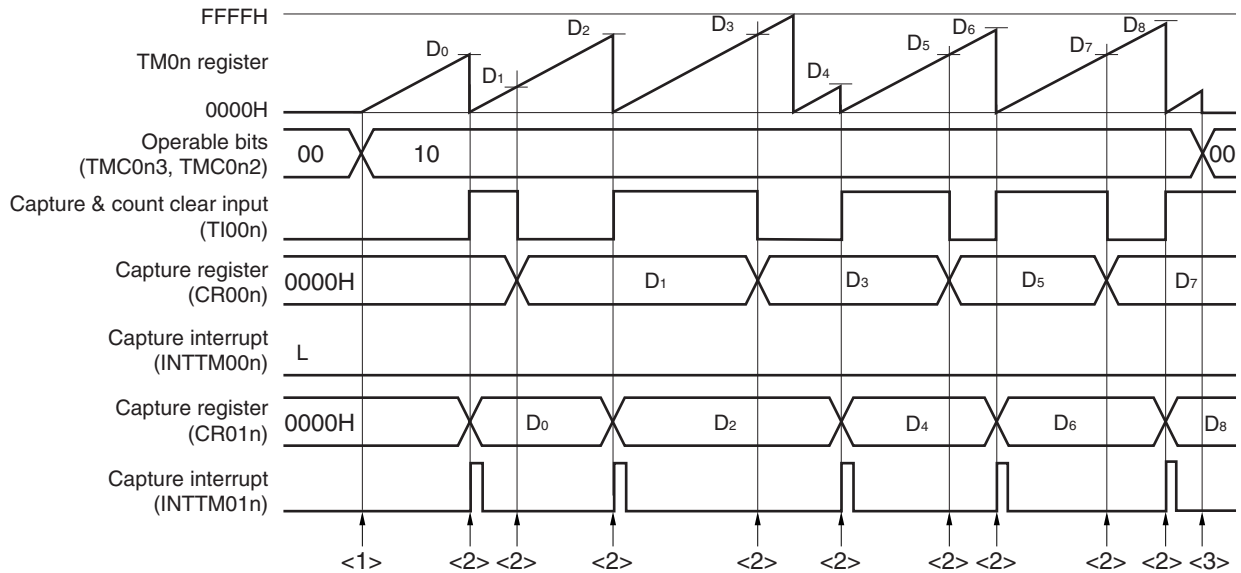 FFFFH
TM0n register
0000H
D0
D1
D2
D3
D4
D5
D6
D7
D8
Operable bits
(TMC0n3, TMC0n2)
00
10
00
Capture & count clear input
(TI00n)
Capture register
(CR00n)
0000H
D1
D3
D5
D7
Capture interrupt
(INTTM00n)
L
Capture register
(CR01n)
0000H
D0
D2
D4
D6
D8
Capture interrupt
(INTTM01n)
<1> <2> <2> <2> <2> <2> <2> <2> <2> <2> <3>